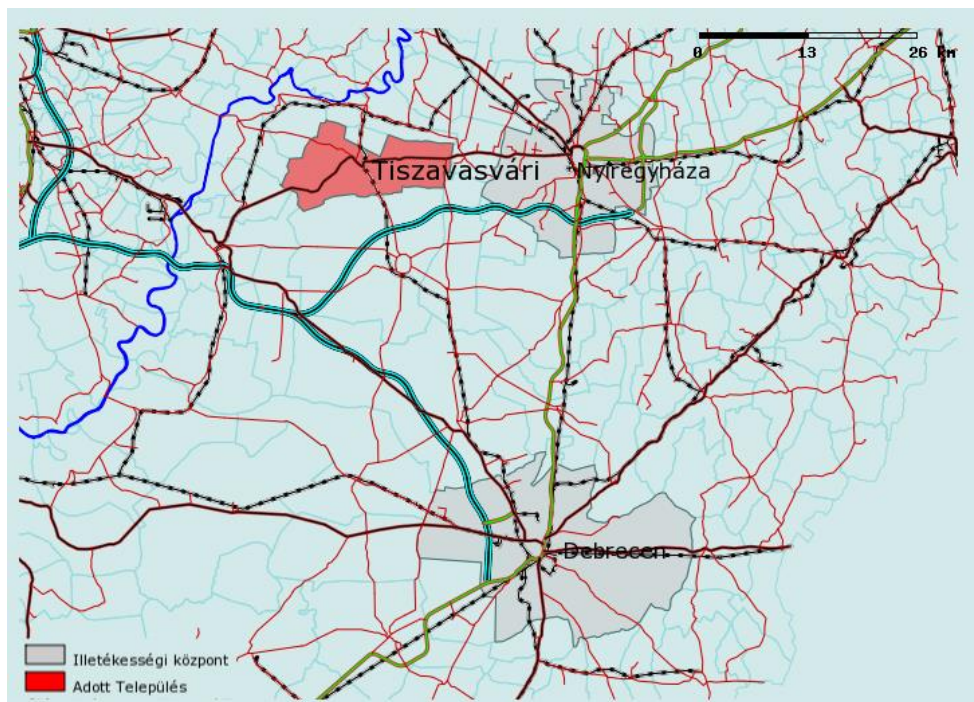 0 13 26 Km
Tiszavasvári
Nyíregyháza
Debrecen
Illetékességi központ
Adott Település